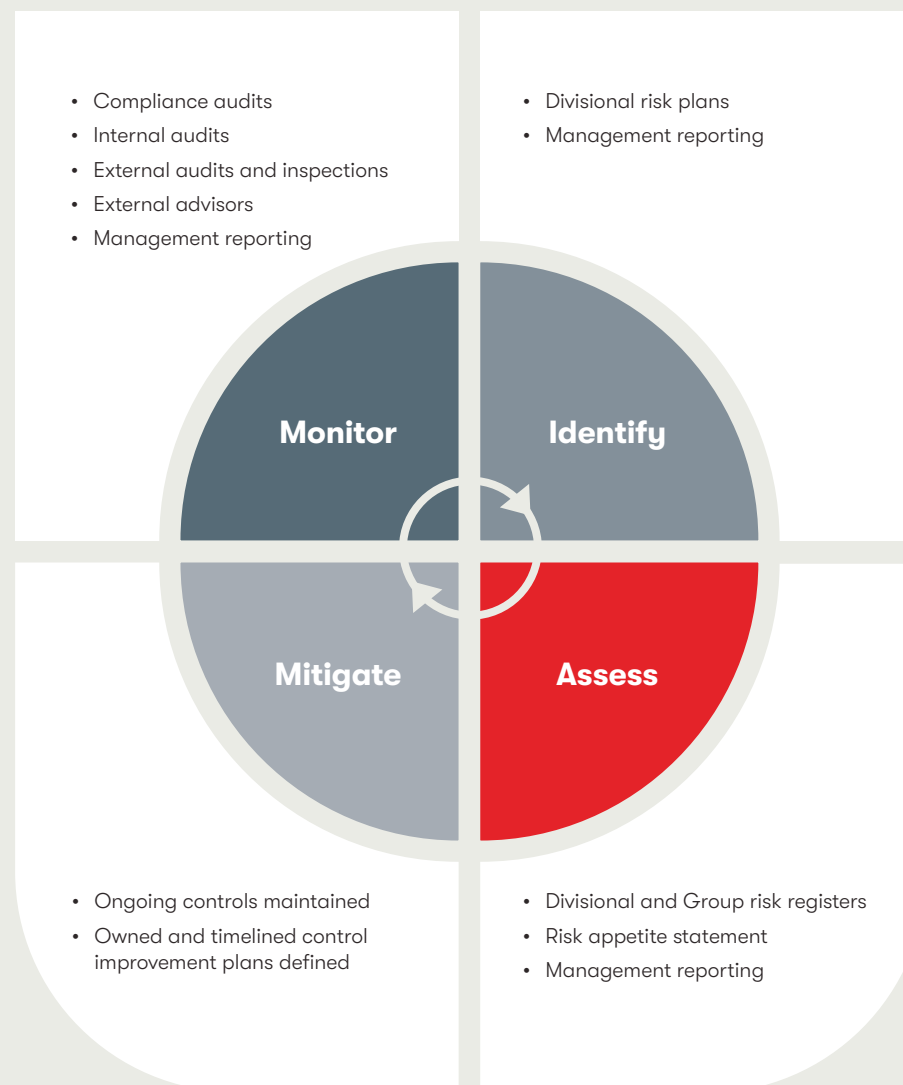 • Compliance audits
• Internal audits
• External audits and inspections
• External advisors
• Management reporting
• Divisional risk plans
• Management reporting
Monitor
Identify
Mitigate
Assess
• Ongoing controls maintained
• Owned and timelined control
improvement plans defined
• Divisional and Group risk registers
• Risk appetite statement
• Management reporting